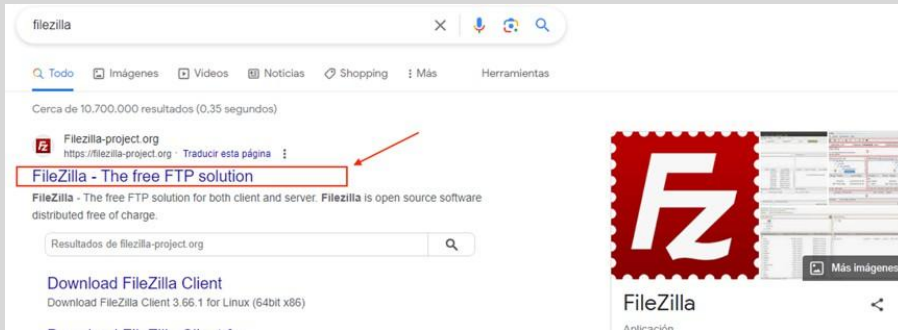 filezilla
Todo Imágenes Videos Noticias Shopping Más Herramientas
Cerca de 10.700.000 resultados (0,35 segundos)
Fz
Filezilla-project.org
https://filezilla-project.org · Traducir esta página
FileZilla - The free FTP solution
FileZilla - The free FTP solution for both client and server. Filezilla is open source software
distributed free of charge.
Resultados de filezilla-project.org
Download FileZilla Client
Download FileZilla Client 3.66.1 for Linux (64bit x86)
Fz
Más imágenes
FileZilla
Aplicación